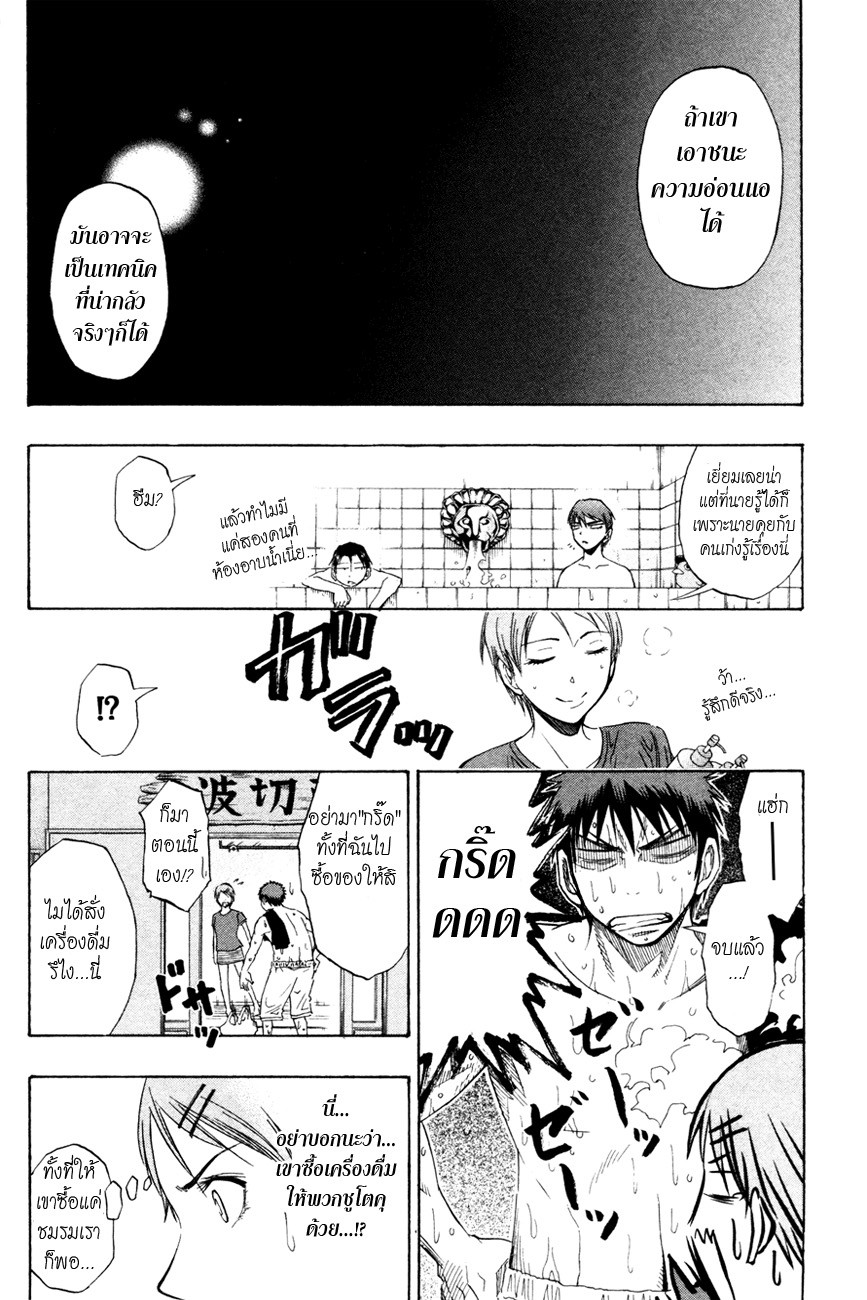 ถ้าเขา
เอาชนะ
ความอ่อนแอ
ได้
มันอาจจะ
เป็นเทคนิค
ที่น่ากลัว
จริงๆก็ได้
เยี่ยมเลยน่า
แต่ที่นายรู้ได้ก็
เพราะนายคุยกับ
คนเก่งรู้เรื่องนี้
แล้วทำไมมี
แค่สองคนที่
ห้องอาบน้ำเนี่ย....
ฮึม?
ว้า...
รู้สึกดีจริง...
ガラッ
!?
แฮ่ก
ー
จบแล้ว
...!
กริ๊ด
ดดด
ゼーゼー
อย่ามา"กริ๊ด"
ทั้งที่ฉันไป
ซื้อของให้สิ
波切
ก็มา
ตอนนี้
เอง!?
ไม่ได้สั่ง
เครื่องดื่ม
รึไง...นี่
ドサッ
นี่...
อย่าบอกนะว่า...
เขาซื้อเครื่องดื่ม
ให้พวกชูโตคุ
ด้วย...!?
ทั้งที่ให้
เขาซื้อแค่
ชมรมเรา
ก็พอ...